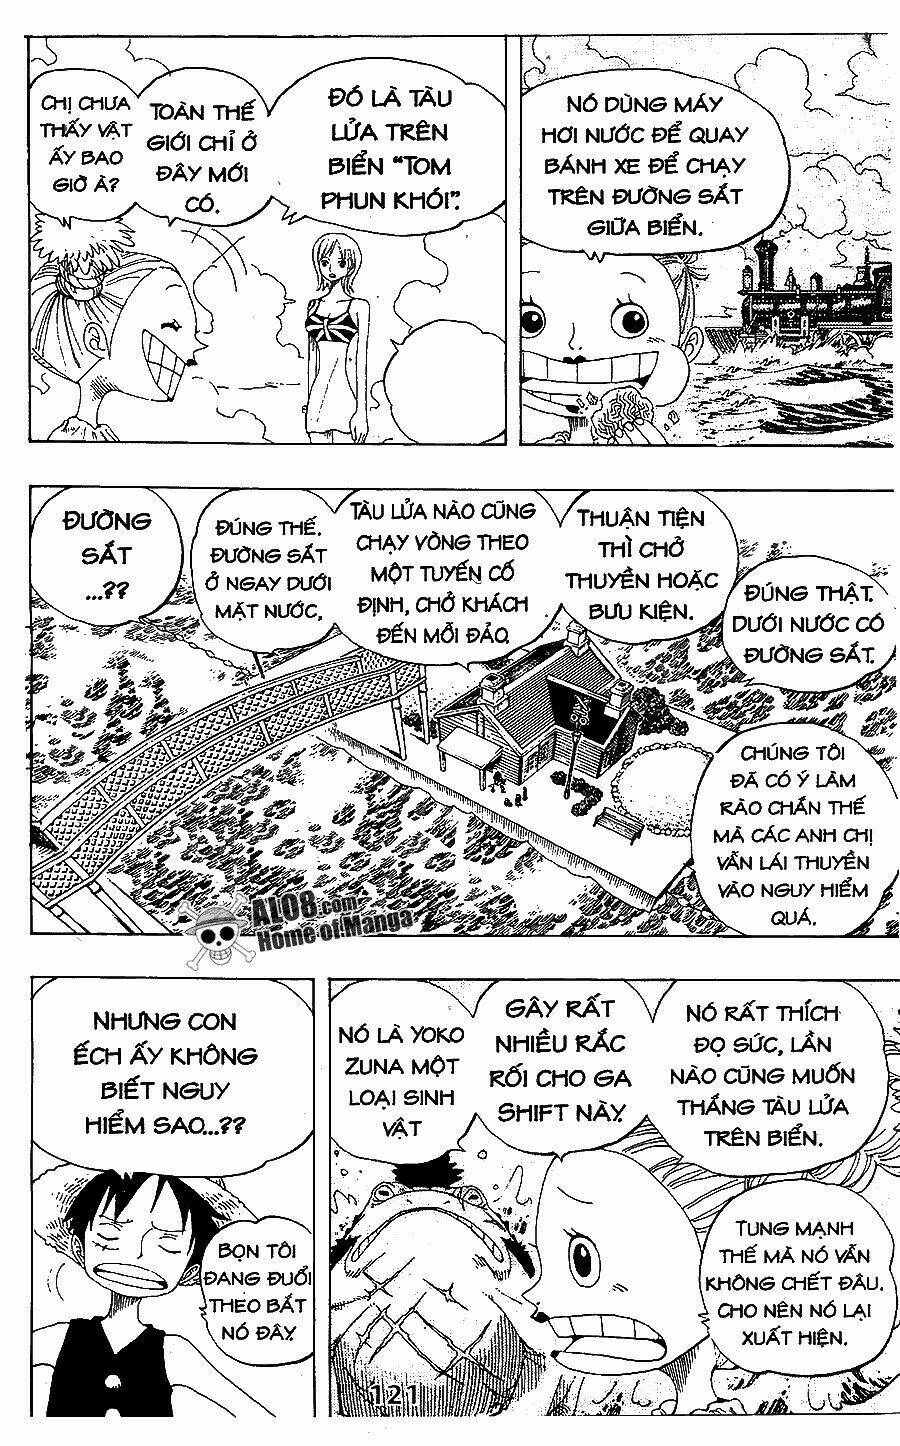 CHỊ CHƯA
THẤY VẬT
ẤY BAO
GIỜ À?
TOÀN THẾ
GIỚI CHỈ Ở
ĐÂY MỚI
CÓ.
ĐÓ LÀ TÀU
LỬA TRÊN
BIỂN "TOM
PHUN KHÓI".
NÓ DÙNG MÁY
HƠI NƯỚC ĐỂ QUAY
BÁNH XE ĐỂ CHẠY
TRÊN ĐƯỜNG SẮT
GIỮA BIỂN.
ĐƯỜNG
SẮT
...??
ĐÚNG THẾ.
ĐƯỜNG SẮT
Ở NGAY DƯỚI
MẶT NƯỚC.
TÀU LỬA NÀO CŨNG
CHẠY VÒNG THEO
MỘT TUYẾN CỐ
ĐỊNH, CHỞ KHÁCH
ĐẾN MỖI ĐẢO.
THUẬN TIỆN
THÌ CHỞ
THUYỀN HOẶC
BƯU KIỆN.
ĐÚNG THẬT.
DƯỚI NƯỚC CÓ
ĐƯỜNG SẮT.
CHÚNG TÔI
ĐÃ CÓ Ý LÀM
RÀO CHẮN THẾ
MÀ CÁC ANH CHỊ
VẪN LÁI THUYỀN
VÀO NGUY HIỂM
QUÁ.
ALO8.com
Home of Manga
NHƯNG CON
ẾCH ẤY KHÔNG
BIẾT NGUY
HIỂM SAO...??
BỌN TÔI
ĐANG ĐUỔI
THEO BẮT
NÓ ĐÂY.
NÓ LÀ YOKO
ZUNA MỘT
LOẠI SINH
VẬT
GÂY RẤT
NHIỀU RẮC
RỐI CHO GA
SHIFT NÀY.
NÓ RẤT THÍCH
ĐỌ SỨC, LẦN
NÀO CŨNG MUỐN
THẮNG TÀU LỬA
TRÊN BIỂN.
TUNG MẠNH
THẾ MÀ NÓ VẪN
KHÔNG CHẾT ĐÂU.
CHO NÊN NÓ LẠI
XUẤT HIỆN.
121